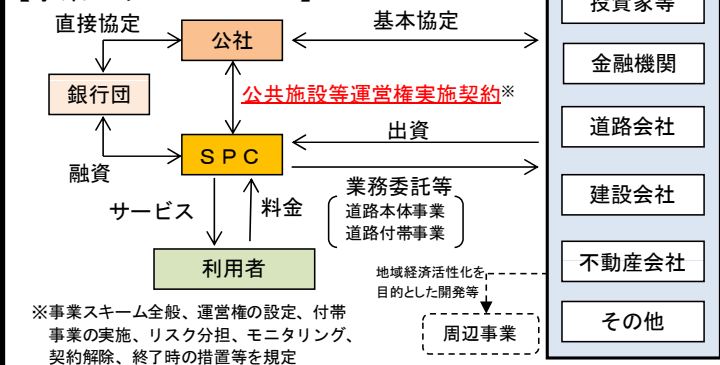 直接協定
公社
基本協定
投資家等
銀行団
公共施設等運営権実施契約※
金融機関
出資
道路会社
ＳＰＣ
融資
業務委託等
道路本体事業
道路付帯事業
建設会社
サービス
料金
利用者
地域経済活性化を
目的とした開発等
不動産会社
周辺事業
その他
※事業スキーム全般、運営権の設定、付帯
事業の実施、リスク分担、モニタリング、
契約解除、終了時の措置等を規定